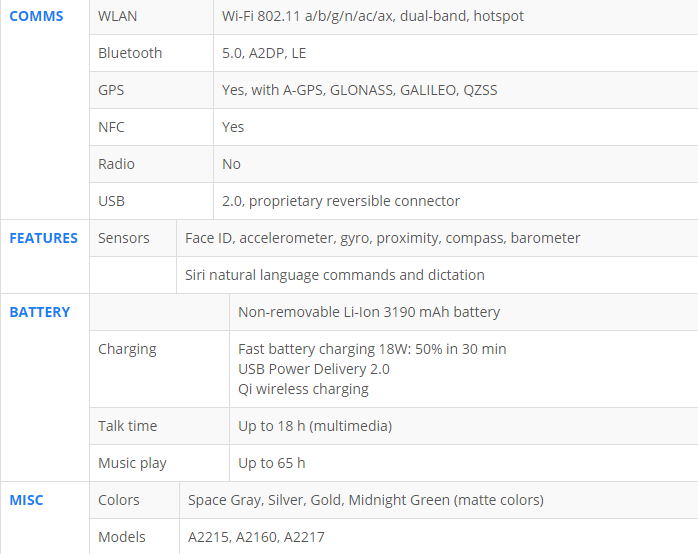 COMMS WLAN Wi-Fi 802.11 a/b/g/n/ac/ax, dual-band, hotspot
Bluetooth 5.0, A2DP, LE
GPS Yes, with A-GPS, GLONASS, GALILEO, QZSS
NFC Yes
Radio No
USB 2.0, proprietary reversible connector
FEATURES Sensors Face ID, accelerometer, gyro, proximity, compass, barometer
Siri natural language commands and dictation
BATTERY Non-removable Li-Ion 3190 mAh battery
Charging Fast battery charging 18W: 50% in 30 min
USB Power Delivery 2.0
Qi wireless charging
Talk time Up to 18 h (multimedia)
Music play Up to 65 h
MISC Colors Space Gray, Silver, Gold, Midnight Green (matte colors)
Models A2215, A2160, A2217